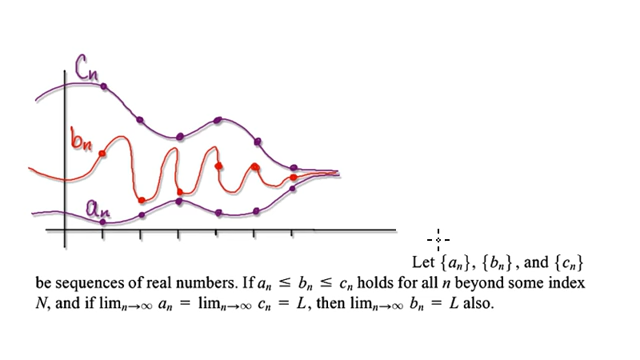 Cn
bn
an
Let {aₙ}, {bₙ}, and {cₙ}
be sequences of real numbers. If aₙ ≤ bₙ ≤ cₙ holds for all n beyond some index
N, and if limₙ→∞ aₙ = limₙ→∞ cₙ = L, then limₙ→∞ bₙ = L also.